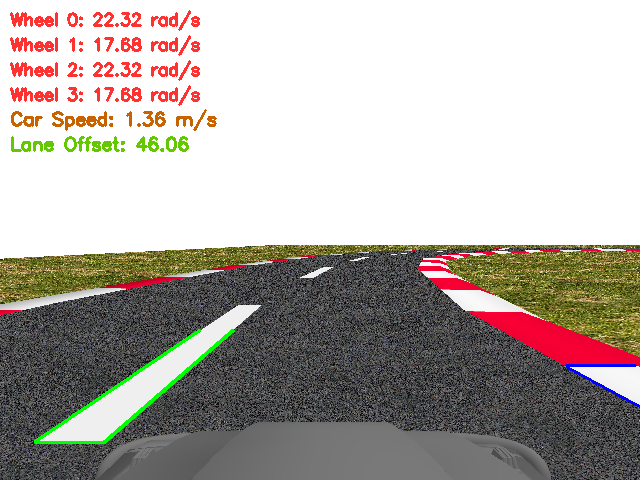 Wheel 0: 22.32 rad/s
Wheel 1: 17.68 rad/s
Wheel 2: 22.32 rad/s
Wheel 3: 17.68 rad/s
Car Speed: 1.36 m/s
Lane Offset: 46.06